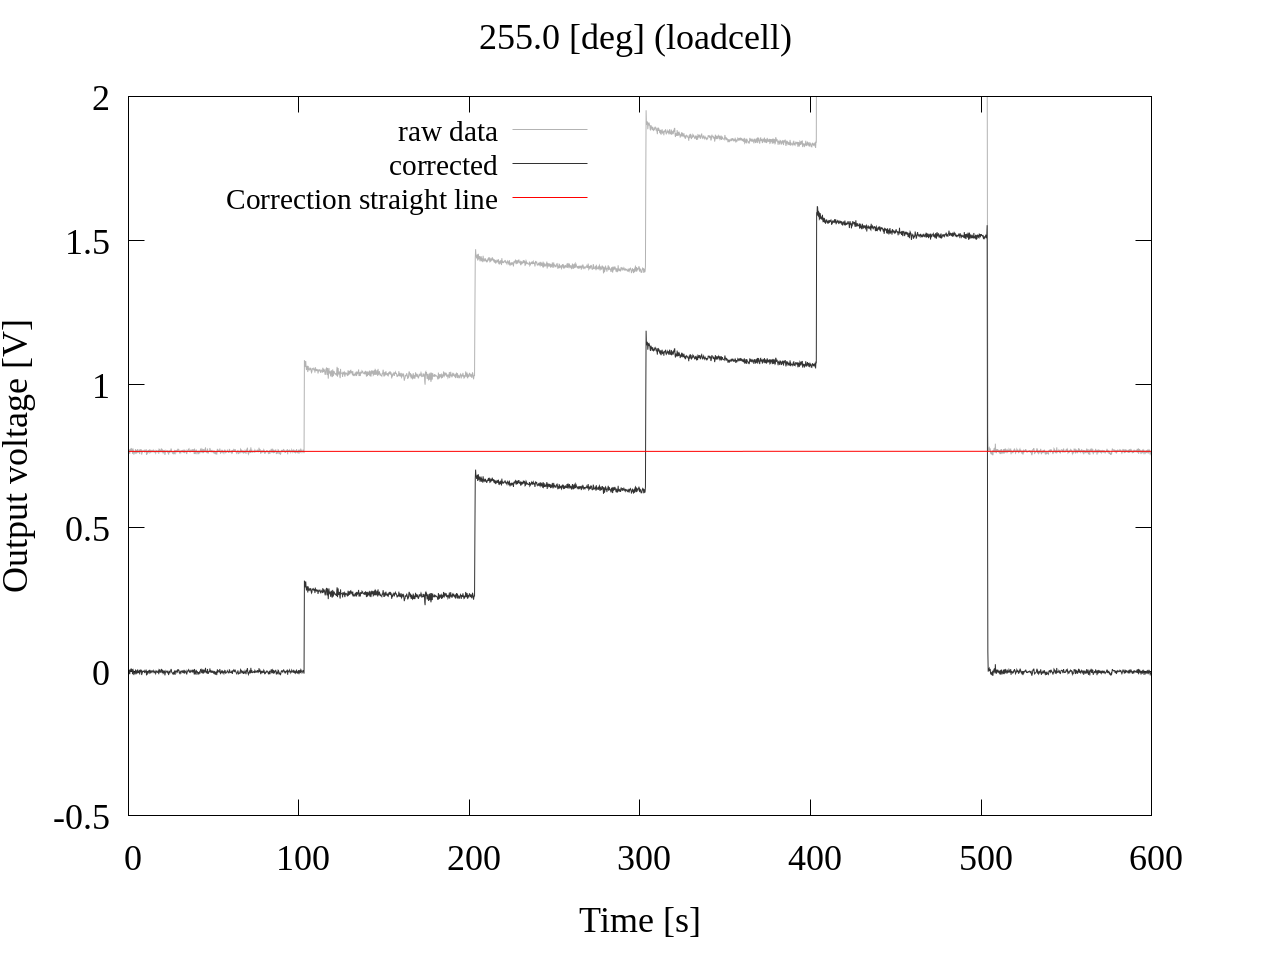 255.0 [deg] (loadcell)
raw data
corrected
Correction straight line
Output voltage [V]
2
1.5
1
0.5
0
-0.5
0 100 200 300 400 500 600
Time [s]